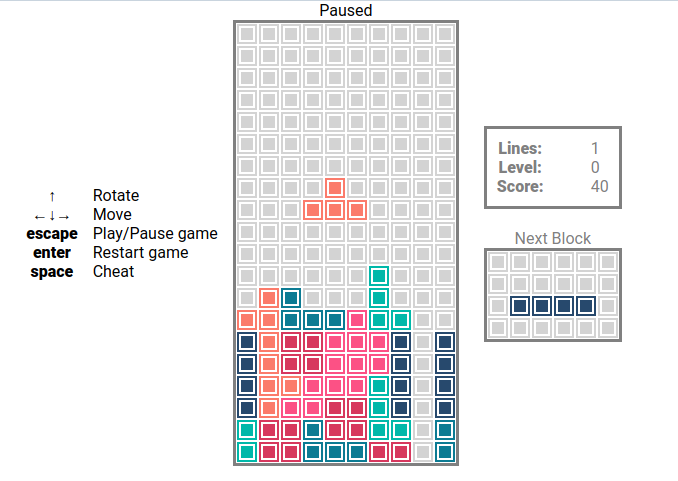 Paused
↑ Rotate
←↓→ Move
escape Play/Pause game
enter Restart game
space Cheat
Lines: 1
Level: 0
Score: 40
Next Block